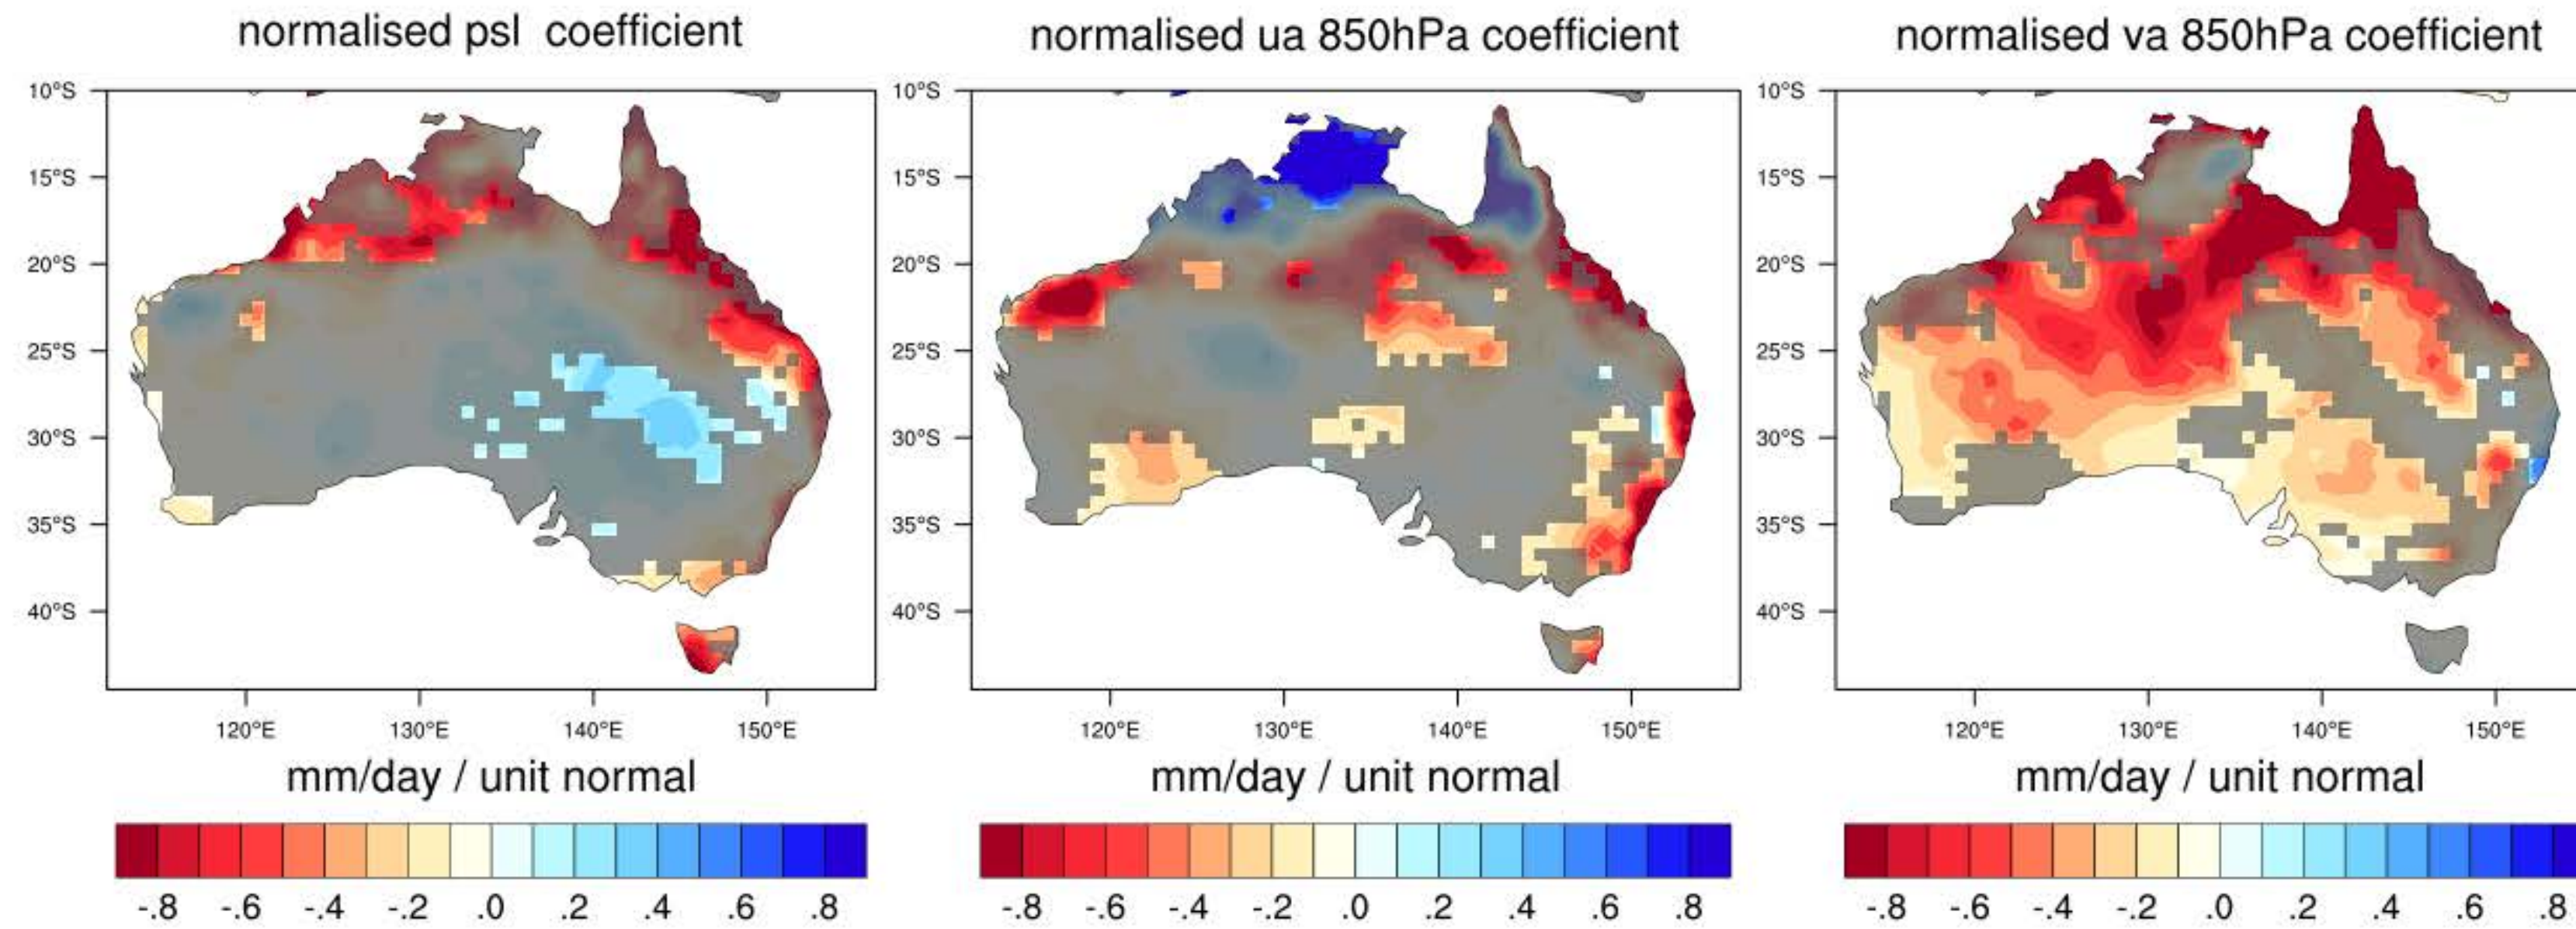 normalised psl coefficient
normalised ua 850hPa coefficient
normalised va 850hPa coefficient
10°S
15°S
20°S
25°S
30°S
35°S
40°S
120°E 130°E 140°E 150°E
mm/day / unit normal
-.8 -.6 -.4 -.2 .0 .2 .4 .6 .8
10°S
15°S
20°S
25°S
30°S
35°S
40°S
120°E 130°E 140°E 150°E
mm/day / unit normal
-.8 -.6 -.4 -.2 .0 .2 .4 .6 .8
10°S
15°S
20°S
25°S
30°S
35°S
40°S
120°E 130°E 140°E 150°E
mm/day / unit normal
-.8 -.6 -.4 -.2 .0 .2 .4 .6 .8